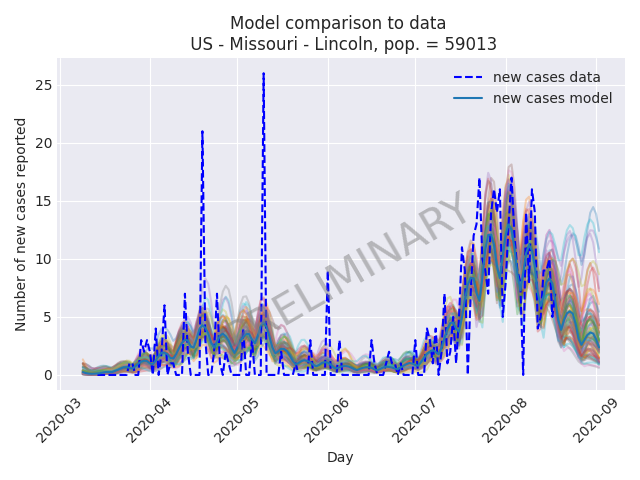 Model comparison to data
US - Missouri - Lincoln, pop. = 59013
Number of new cases reported
25
20
15
10
5
0
new cases data
new cases model
ELIMINARY
2020-03
2020-04
2020-05
2020-06
2020-07
2020-08
2020-09
Day